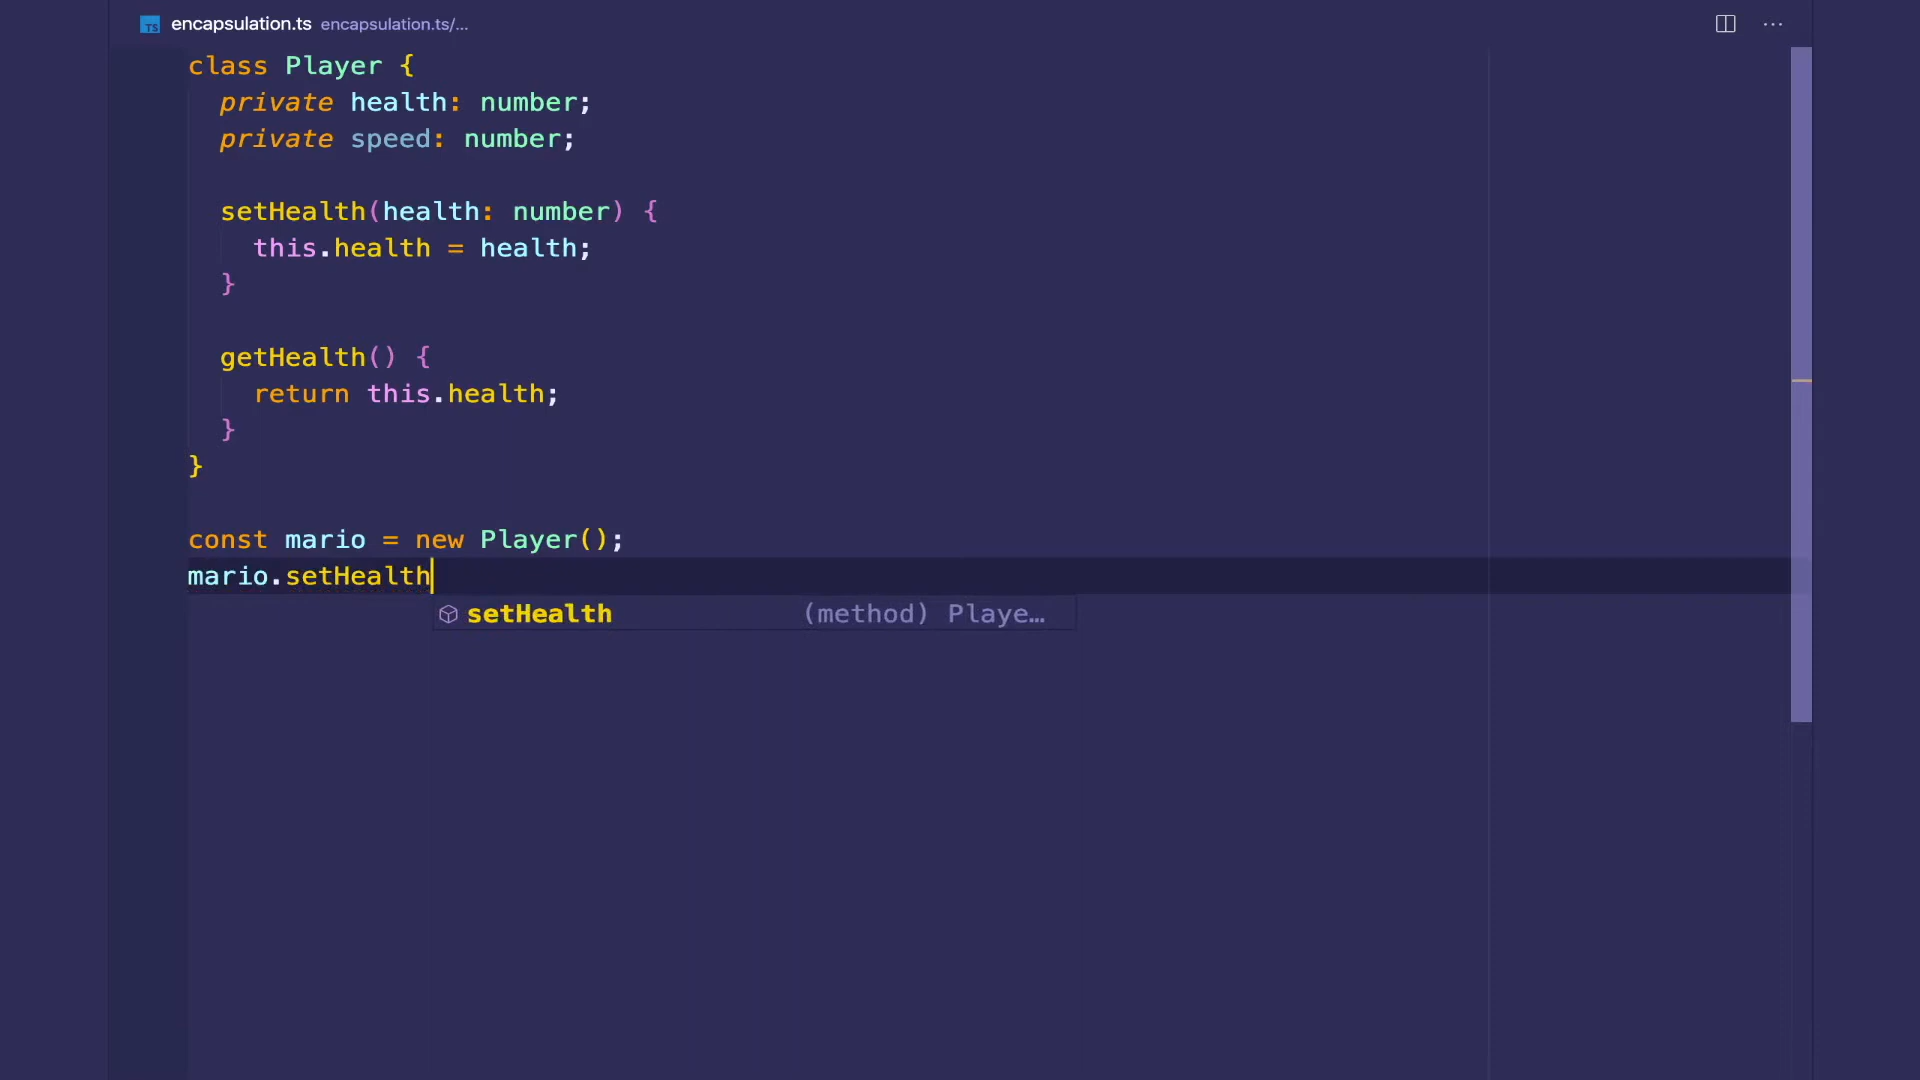 TS encapsulation.ts encapsulation.ts/...
class Player {
  private health: number;
  private speed: number;
  setHealth(health: number) {
    this.health = health;
  }
  getHealth() {
    return this.health;
  }
}
const mario = new Player();
mario.setHealth
setHealth (method) Playe…